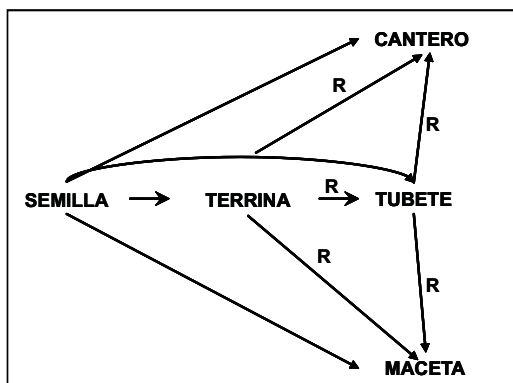 CANTERO
R
R
SEMILLA
TERRINA
R
TUBETE
R
R
MACETA